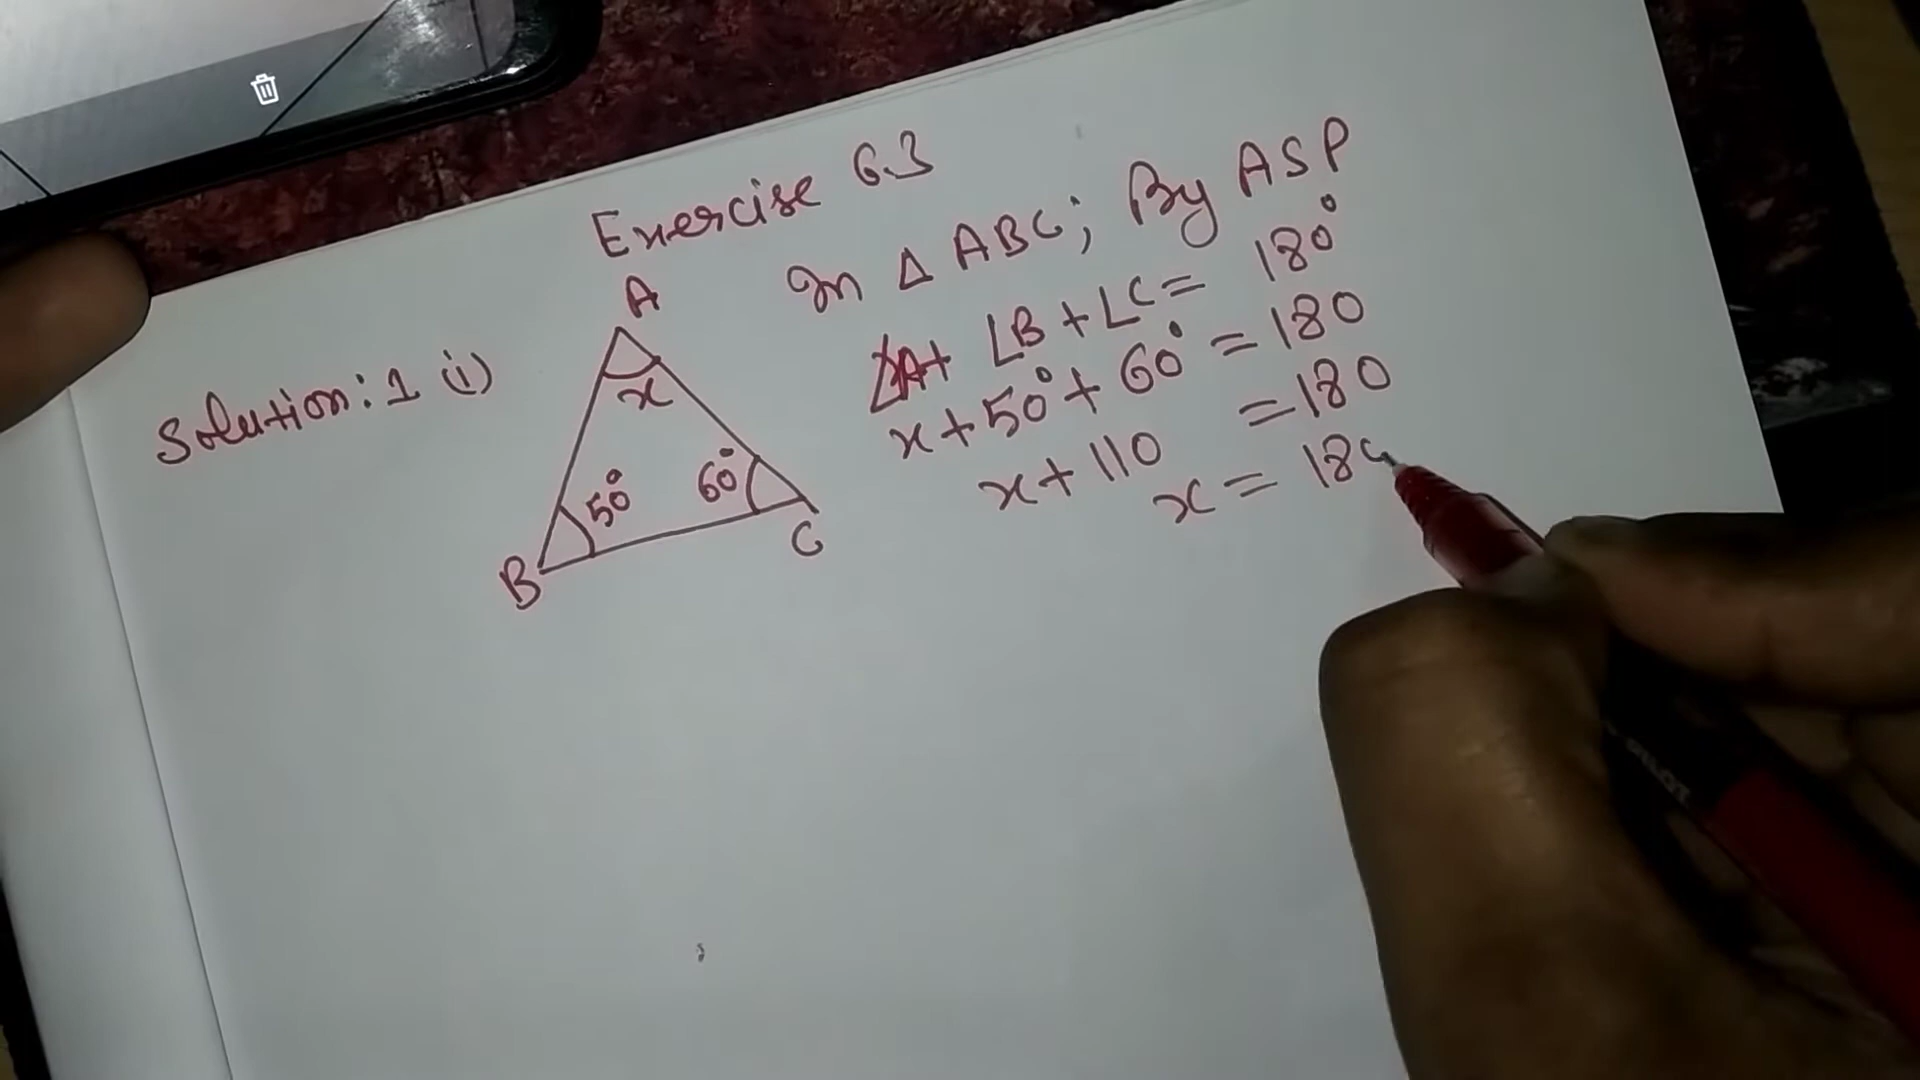 Exercise 6.3
Solution: 1 (i)
A
x
50°
60°
B
C
In Δ ABC; By ASP
∠A + ∠B + ∠C = 180°
x + 50° + 60° = 180
x + 110 = 180
x = 180